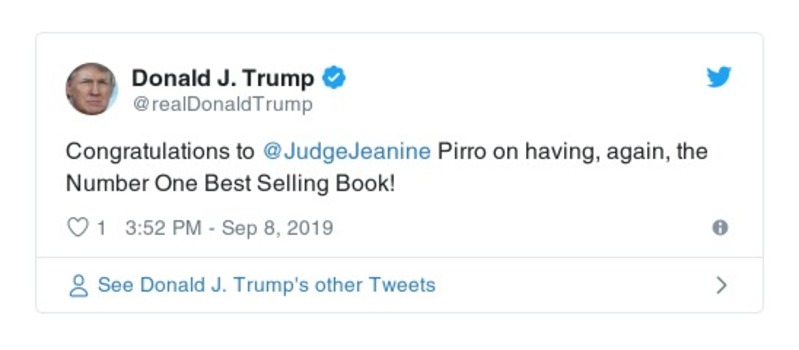 Donald J. Trump
@realDonaldTrump
Congratulations to @JudgeJeanine Pirro on having, again, the
Number One Best Selling Book!
1 3:52 PM - Sep 8, 2019
See Donald J. Trump's other Tweets